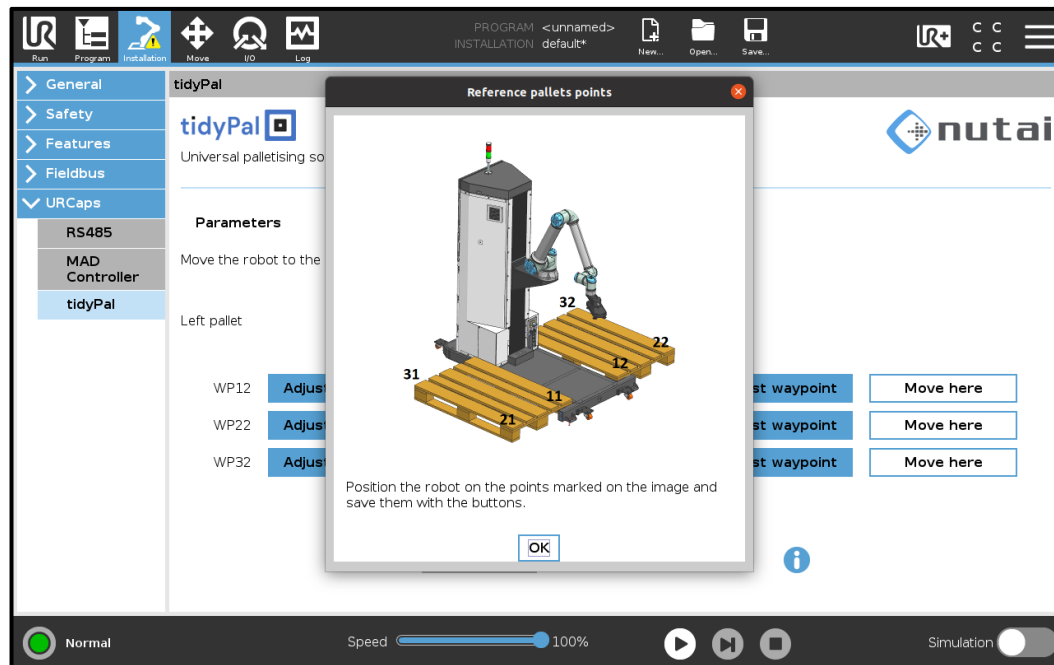 PROGRAM <unnamed>
INSTALLATION default*
Run
Program
Installation
Move
I/O
Log
New...
Open...
Save...
UR+
C C
C C
General
Safety
Features
Fieldbus
URCaps
RS485
MAD
Controller
tidyPal
tidyPal
tidyPal
nutai
Universal palletising so
Parameters
Move the robot to the
Left pallet
WP12 Adjus st waypoint Move here
WP22 Adjus st waypoint Move here
WP32 Adjus st waypoint Move here
Reference pallets points
32
22
12
31
11
21
Position the robot on the points marked on the image and
save them with the buttons.
OK
Normal
Speed 100%
Simulation